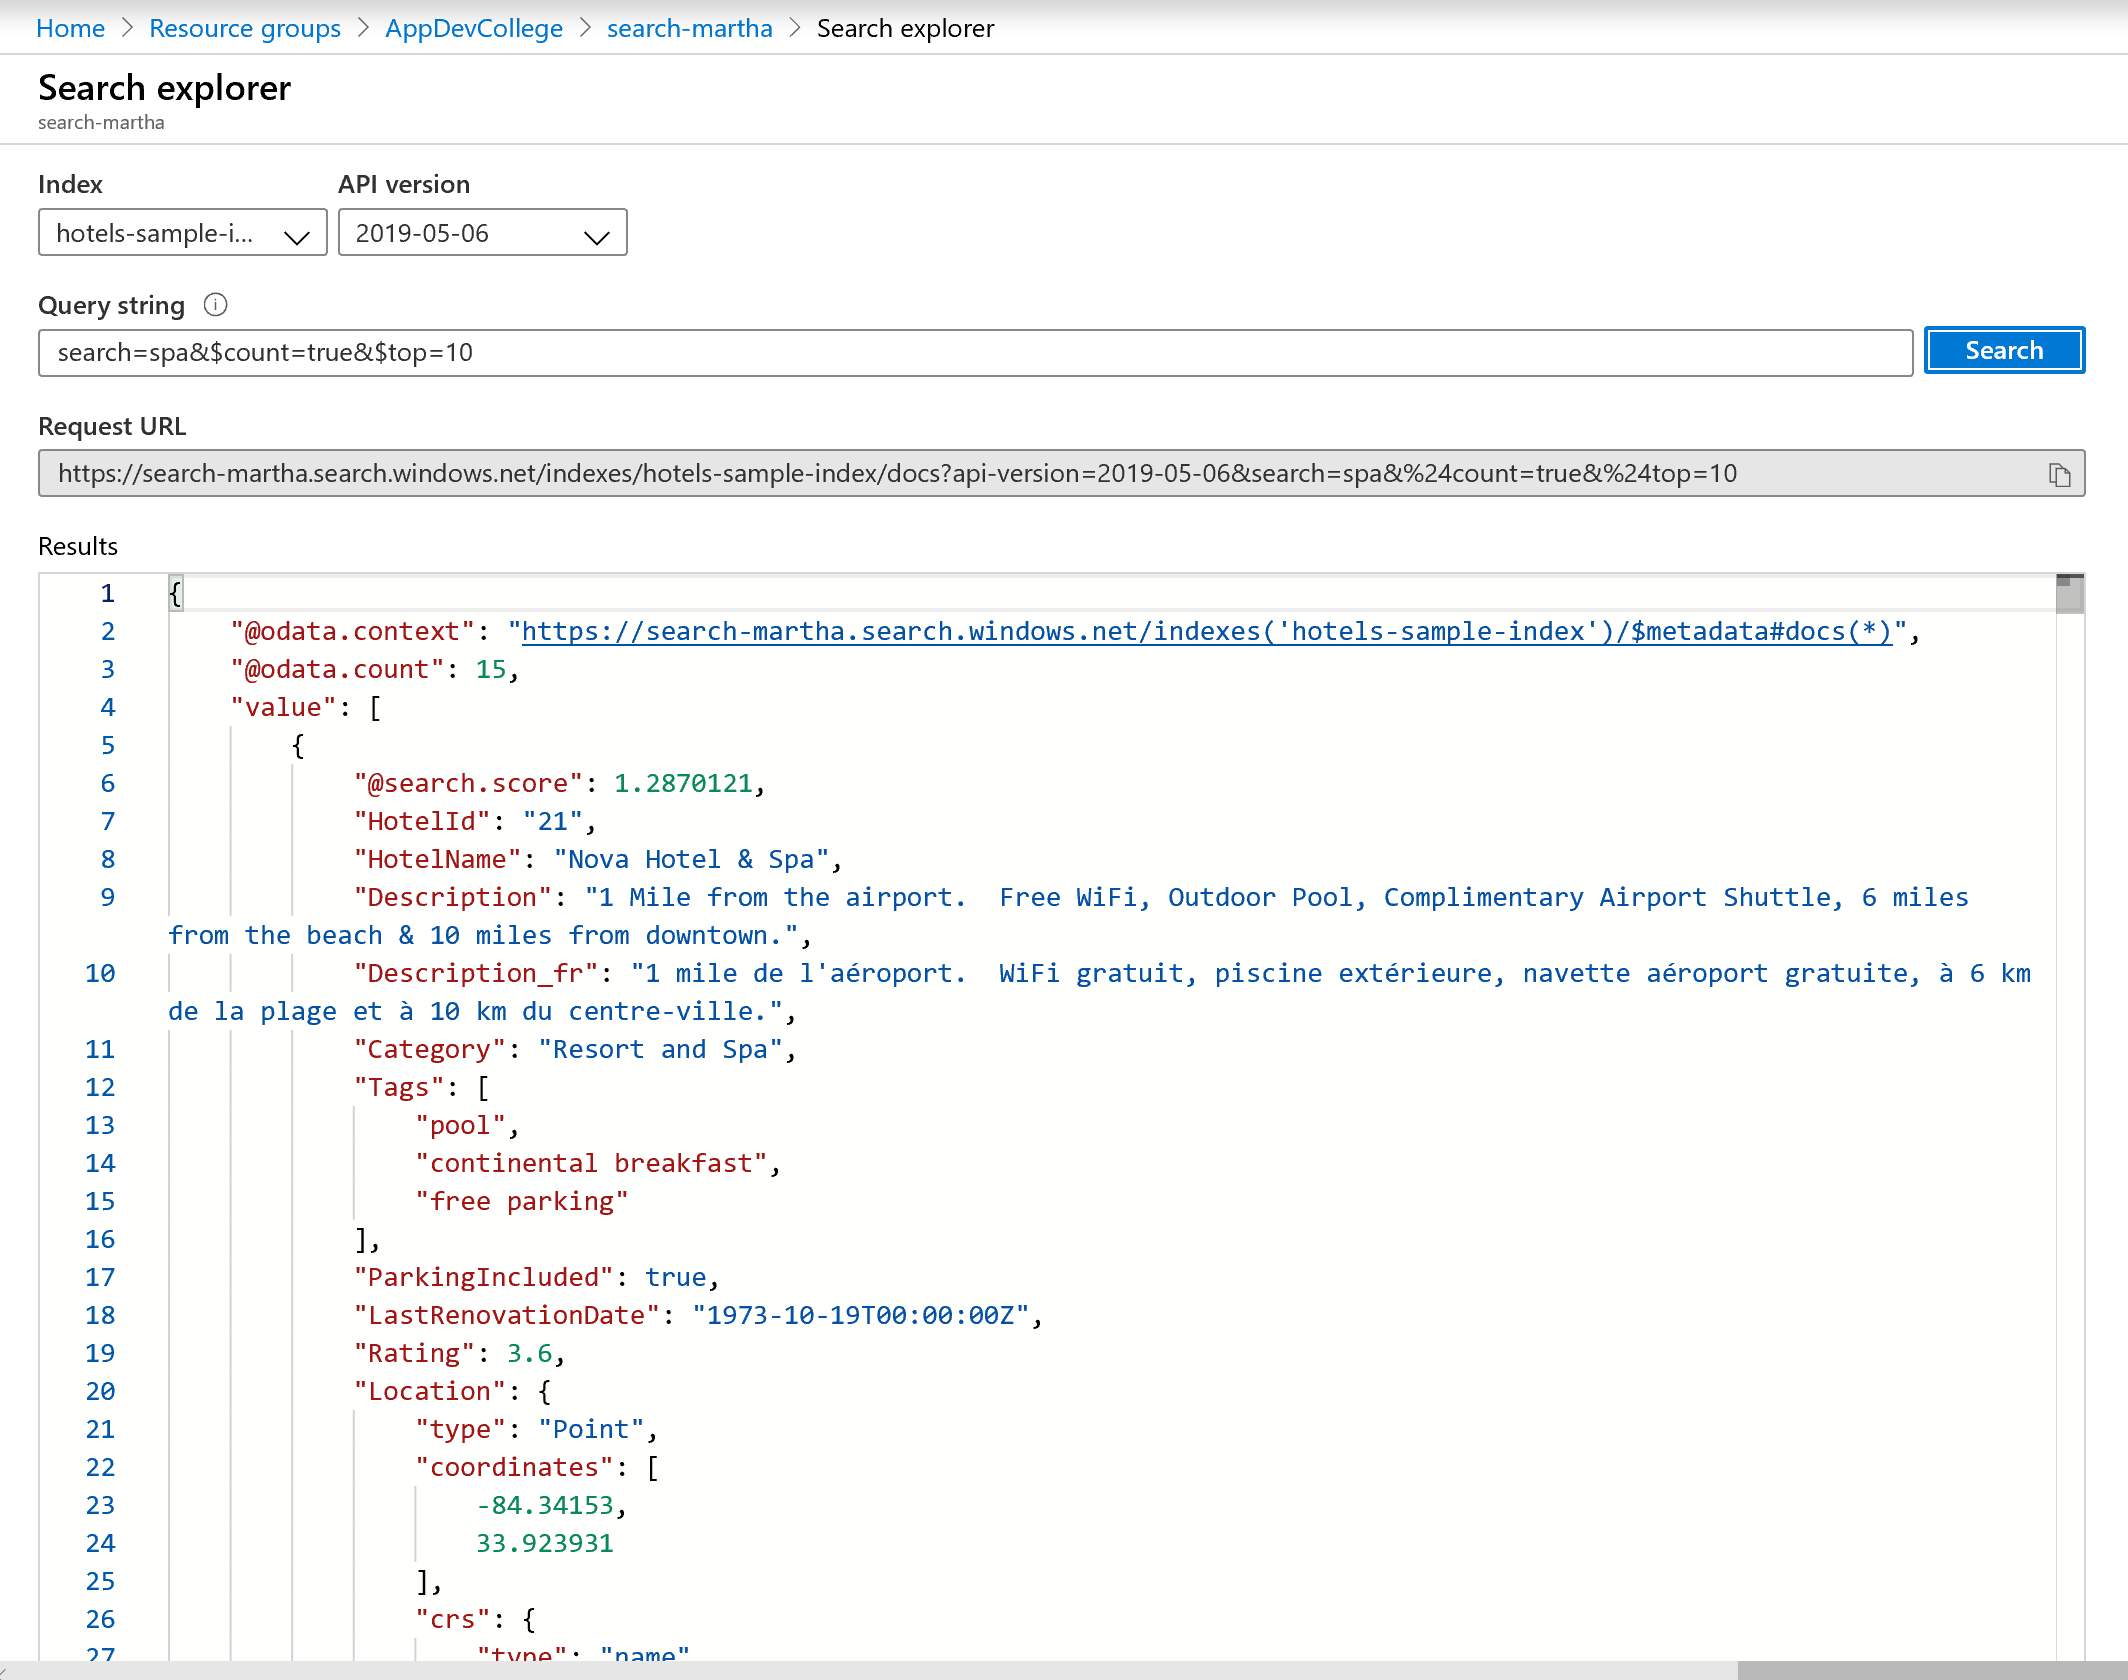 Home > Resource groups > AppDevCollege > search-martha > Search explorer
Search explorer
search-martha
Index API version
hotels-sample-i... 2019-05-06
Query string
search=spa&$count=true&$top=10 Search
Request URL
https://search-martha.search.windows.net/indexes/hotels-sample-index/docs?api-version=2019-05-06&search=spa&%24count=true&%24top=10
Results
1 {
2 "@odata.context": "https://search-martha.search.windows.net/indexes('hotels-sample-index')/$metadata#docs(*)",
3 "@odata.count": 15,
4 "value": [
5 {
6 "@search.score": 1.2870121,
7 "HotelId": "21",
8 "HotelName": "Nova Hotel & Spa",
9 "Description": "1 Mile from the airport.  Free WiFi, Outdoor Pool, Complimentary Airport Shuttle, 6 miles
from the beach & 10 miles from downtown.",
10 "Description_fr": "1 mile de l'aéroport.  WiFi gratuit, piscine extérieure, navette aéroport gratuite, à 6 km
de la plage et à 10 km du centre-ville.",
11 "Category": "Resort and Spa",
12 "Tags": [
13 "pool",
14 "continental breakfast",
15 "free parking"
16 ],
17 "ParkingIncluded": true,
18 "LastRenovationDate": "1973-10-19T00:00:00Z",
19 "Rating": 3.6,
20 "Location": {
21 "type": "Point",
22 "coordinates": [
23 -84.34153,
24 33.923931
25 ],
26 "crs": {
27 "type": "name"